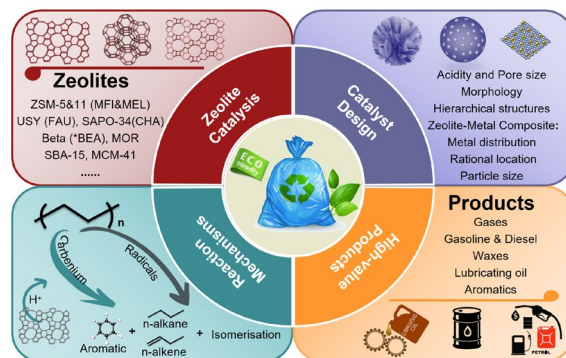 Zeolites
ZSM-5&11 (MFI&MEL)
USY (FAU), SAPO-34(CHA)
Beta (*BEA), MOR
SBA-15, MCM-41
......
Zeolite
Catalysis
Catalyst
Design
Acidity and Pore size
Morphology
Hierarchical structures
Zeolite-Metal Composite:
Metal distribution
Rational location
Particle size
ECO
friendly
Reaction
Mechanisms
High-value
Products
n
Carbenium
Radicals
H+
Aromatic
+
n-alkane
n-alkene
+
Isomerisation
Products
Gases
Gasoline & Diesel
Waxes
Lubricating oil
Aromatics
OIL
PETROL